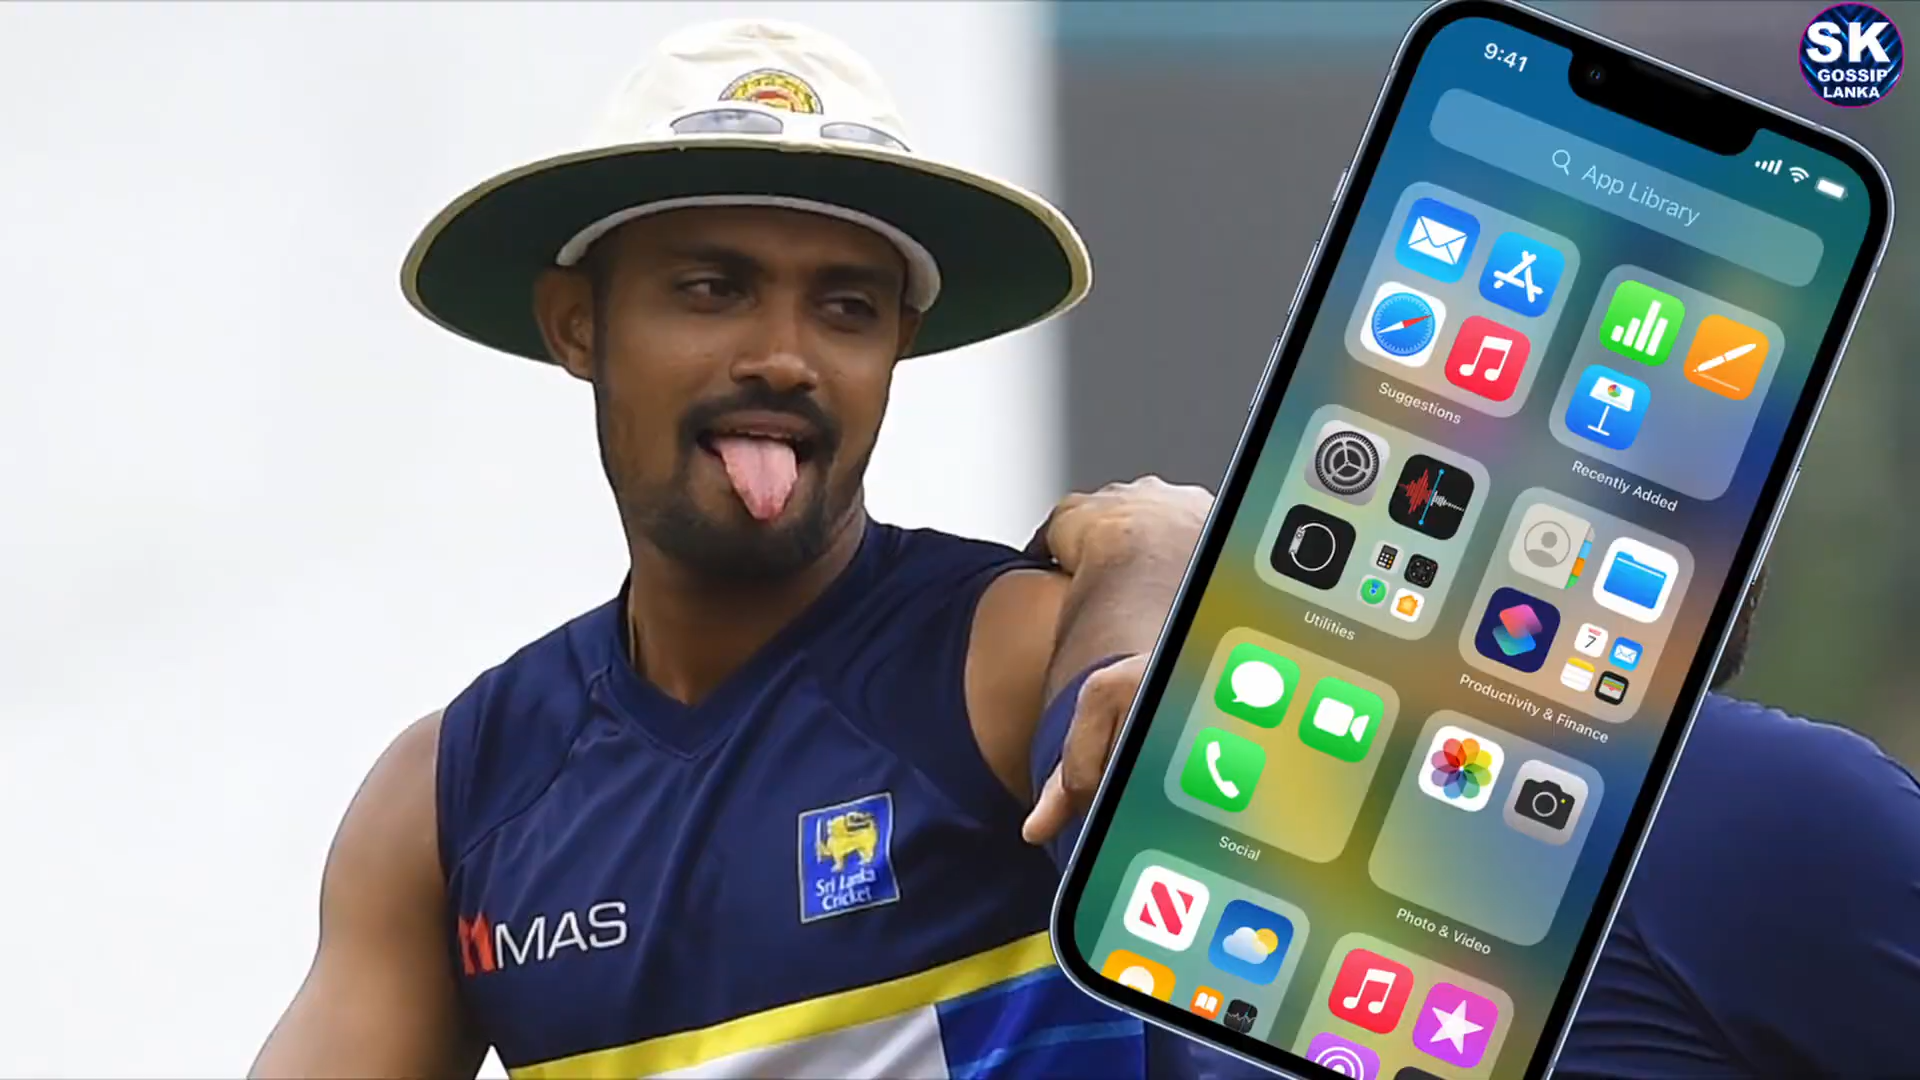 SK
GOSSIP
LANKA
9:41
App Library
Suggestions
Recently Added
Utilities
Productivity & Finance
7
Social
Photo & Video
MAS
Sri Lanka
Cricket